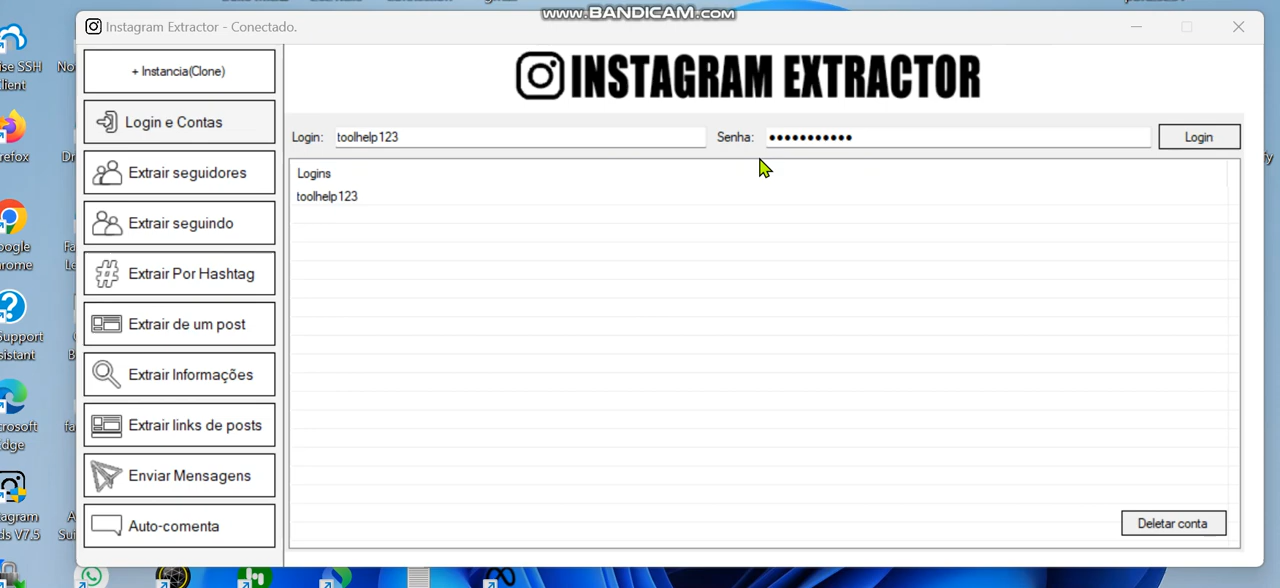 www.BANDICAM.com
Instagram Extractor - Conectado.
+ Instancia(Clone)
Login e Contas
Extrair seguidores
Extrair seguindo
Extrair Por Hashtag
Extrair de um post
Extrair Informações
Extrair links de posts
Enviar Mensagens
Auto-comenta
INSTAGRAM EXTRACTOR
Login: toolhelp123 Senha: ●●●●●●●●●●● Login
Logins
toolhelp123
Deletar conta